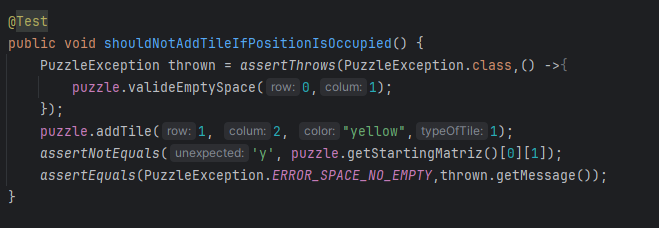 @Test
public void shouldNotAddTileIfPositionIsOccupied() {
PuzzleException thrown = assertThrows(PuzzleException.class,() ->{
puzzle.valideEmptySpace( row: 0, colum: 1);
});
puzzle.addTile( row: 1, colum: 2, color: "yellow", typeOfTile: 1);
assertNotEquals( unexpected: 'y', puzzle.getStartingMatriz()[0][1]);
assertEquals(PuzzleException.ERROR_SPACE_NO_EMPTY,thrown.getMessage());
}